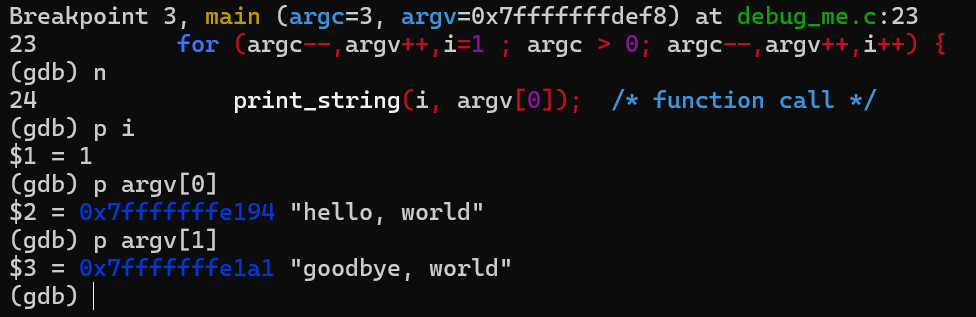 Breakpoint 3, main (argc=3, argv=0x7fffffffdef8) at debug_me.c:23
23            for (argc--,argv++,i=1 ; argc > 0; argc--,argv++,i++) {
(gdb) n
24                print_string(i, argv[0]);  /* function call */
(gdb) p i
$1 = 1
(gdb) p argv[0]
$2 = 0x7fffffffe194 "hello, world"
(gdb) p argv[1]
$3 = 0x7fffffffe1a1 "goodbye, world"
(gdb)